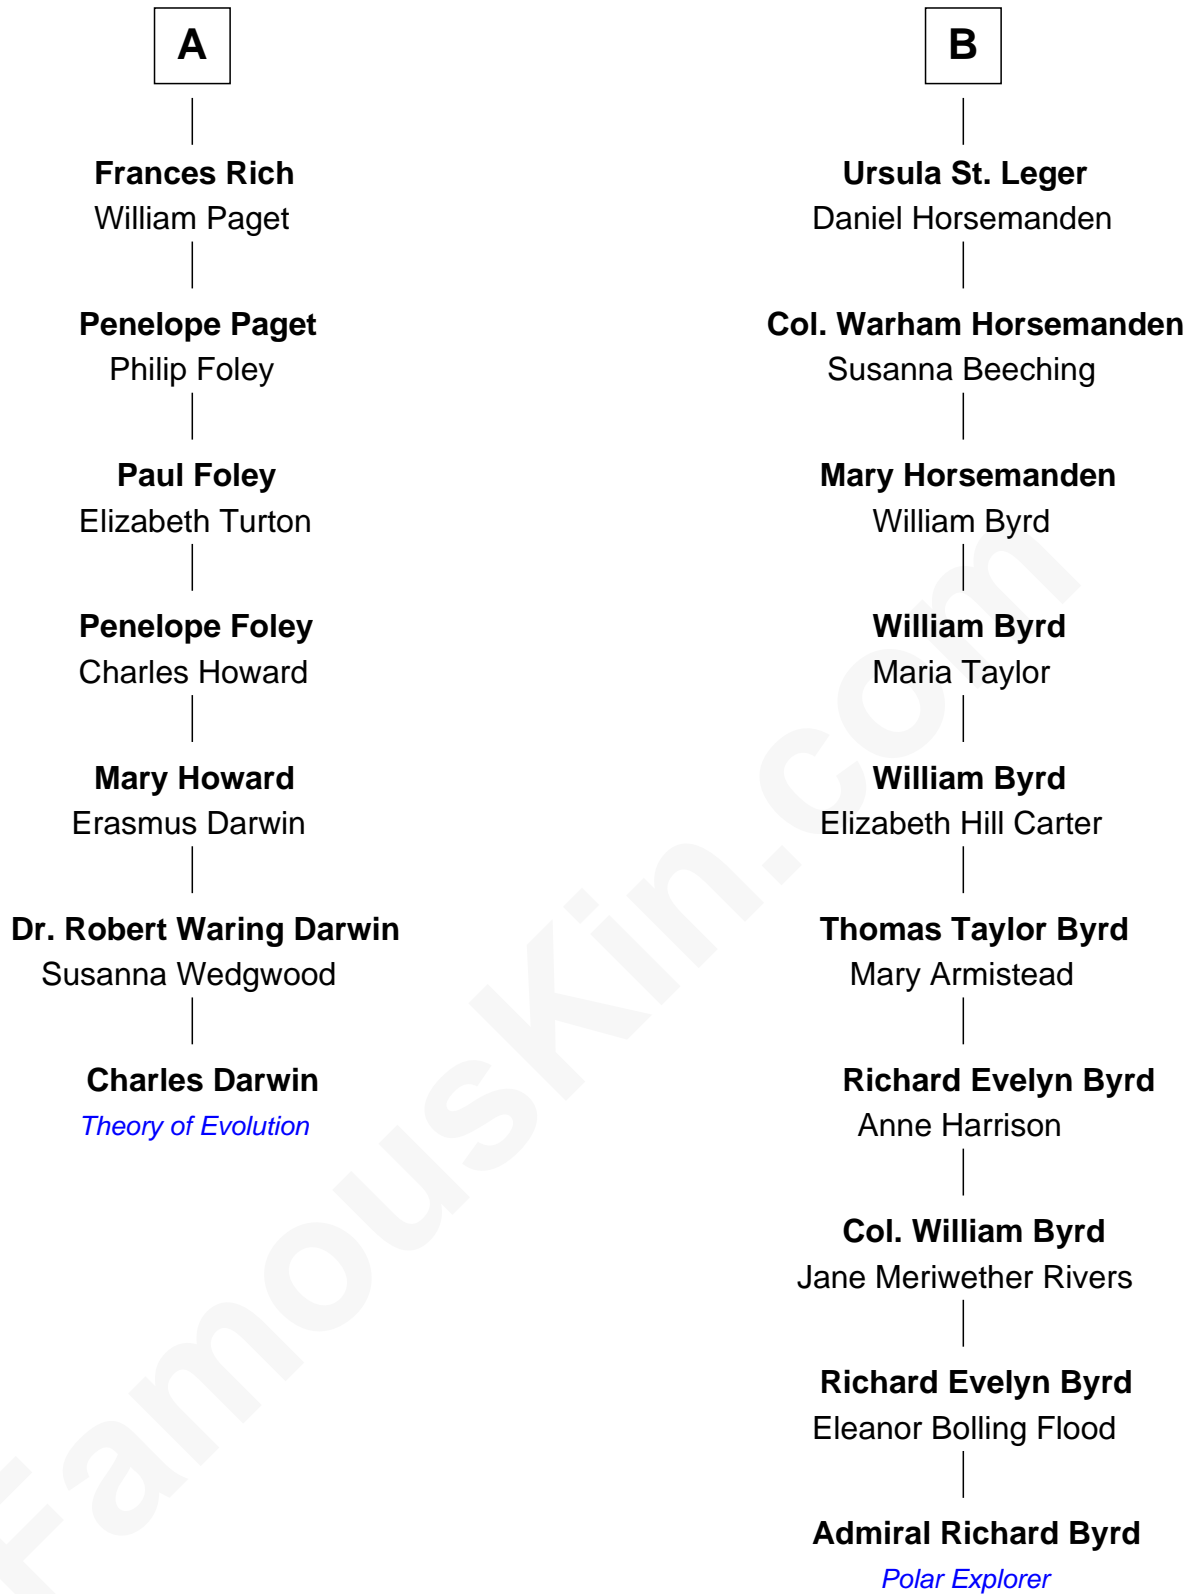 A
Frances Rich
William Paget
Penelope Paget
Philip Foley
Paul Foley
Elizabeth Turton
Penelope Foley
Charles Howard
Mary Howard
Erasmus Darwin
Dr. Robert Waring Darwin
Susanna Wedgwood
Charles Darwin
Theory of Evolution
B
Ursula St. Leger
Daniel Horsemanden
Col. Warham Horsemanden
Susanna Beeching
Mary Horsemanden
William Byrd
William Byrd
Maria Taylor
William Byrd
Elizabeth Hill Carter
Thomas Taylor Byrd
Mary Armistead
Richard Evelyn Byrd
Anne Harrison
Col. William Byrd
Jane Meriwether Rivers
Richard Evelyn Byrd
Eleanor Bolling Flood
Admiral Richard Byrd
Polar Explorer
FamousKin.com